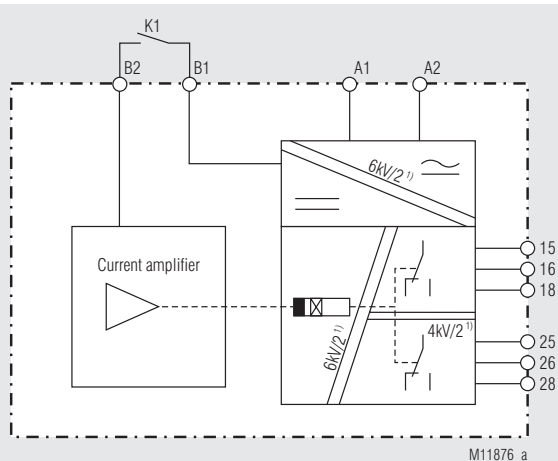 K1
B2
B1
A1
A2
6kV/2 1)
Current amplifier
6kV/2 1)
4kV/2 1)
15
16
18
25
26
28
M11876_a